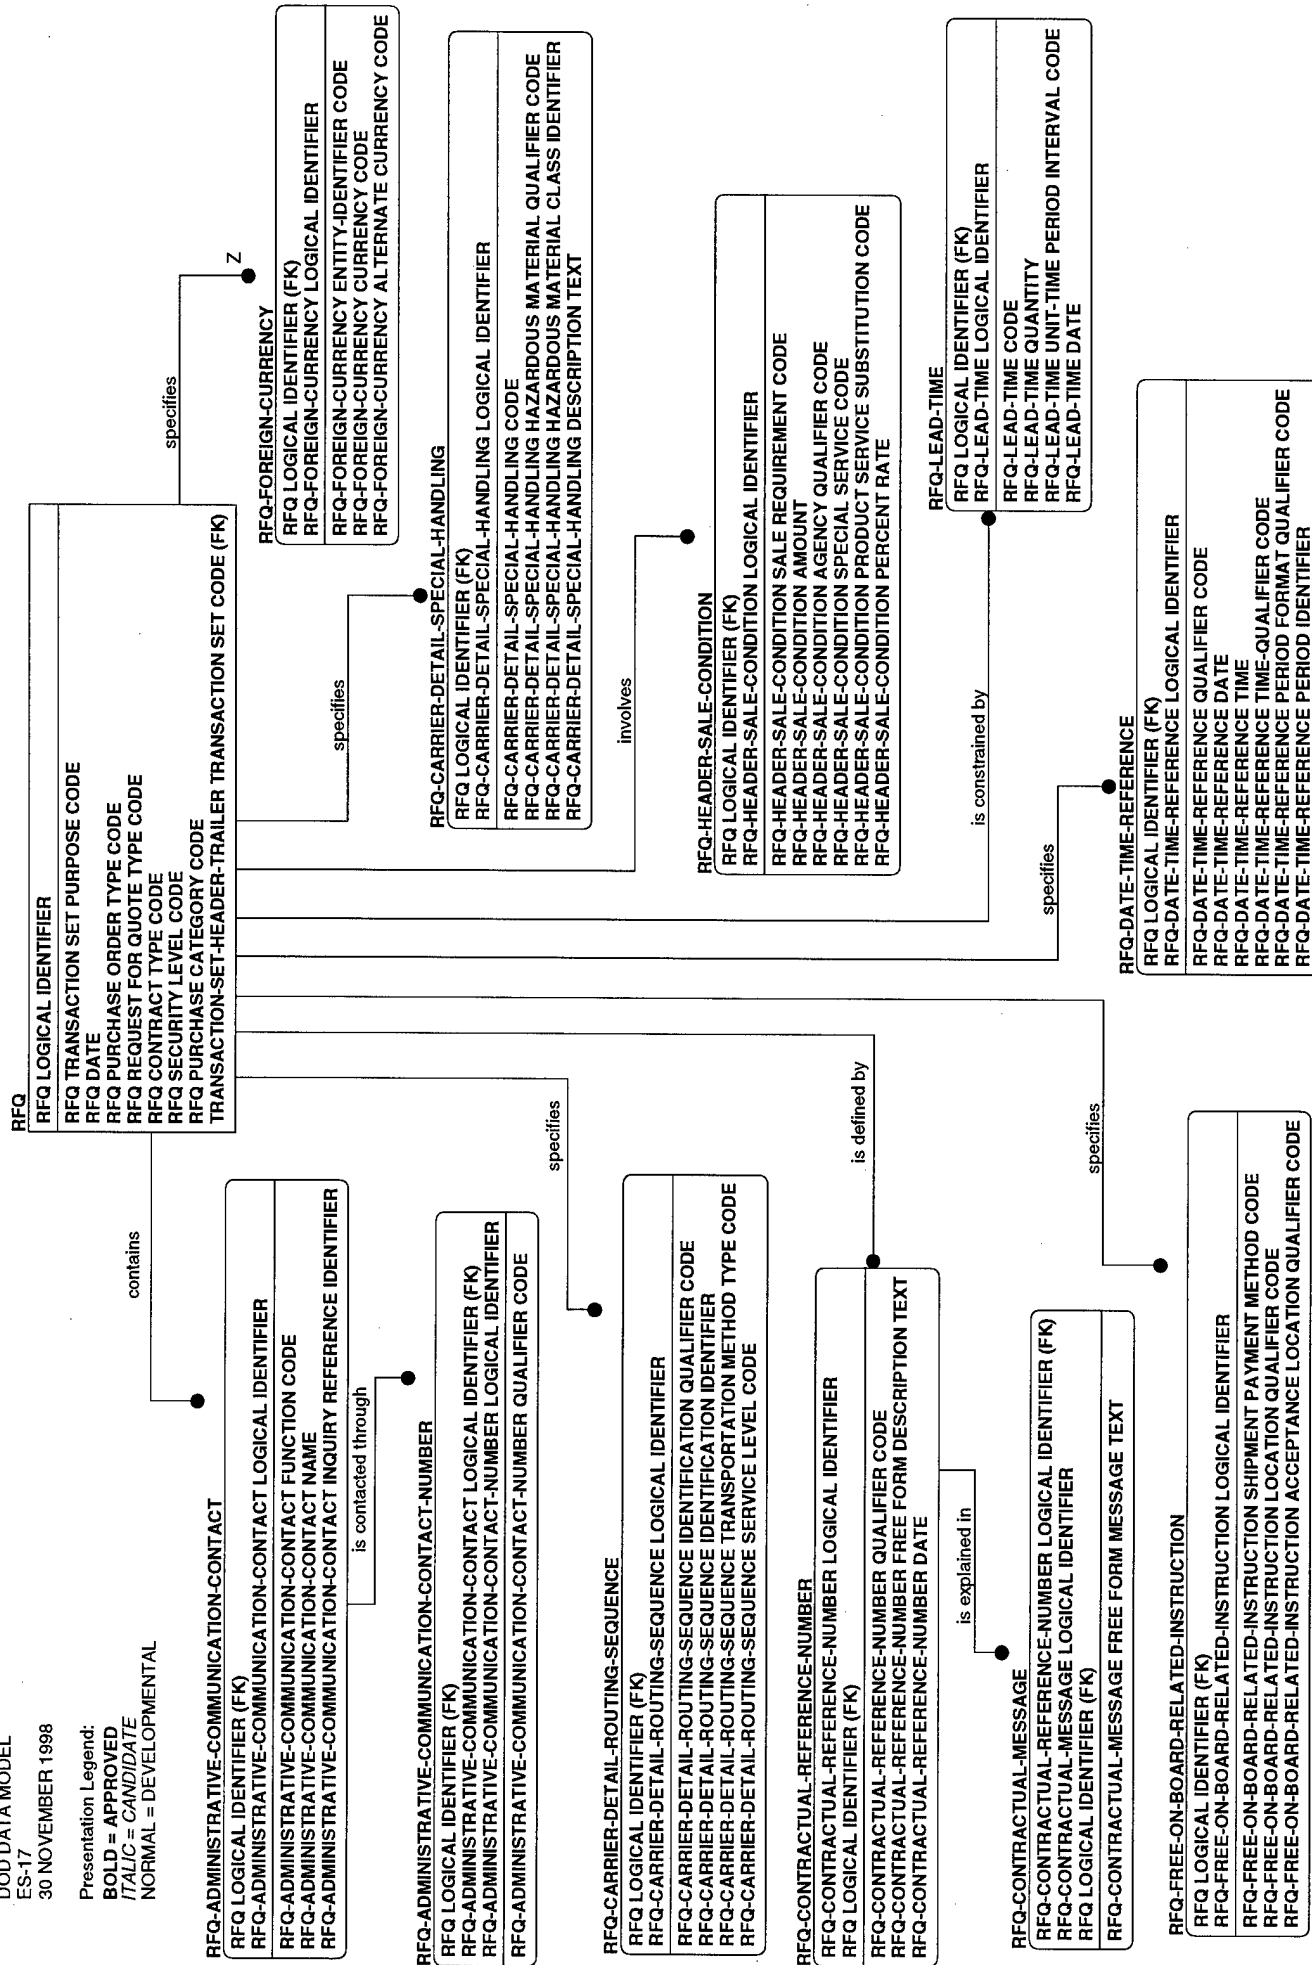 DOD DATA MODEL
ES-17
30 NOVEMBER 1998
Presentation Legend:
BOLD = APPROVED
ITALIC = CANDIDATE
NORMAL = DEVELOPMENTAL
RFQ
RFQ LOGICAL IDENTIFIER
RFQ TRANSACTION SET PURPOSE CODE
RFQ DATE
RFQ PURCHASE ORDER TYPE CODE
RFQ REQUEST FOR QUOTE TYPE CODE
RFQ CONTRACT TYPE CODE
RFQ SECURITY LEVEL CODE
RFQ PURCHASE CATEGORY CODE
TRANSACTION-SET-HEADER-TRAILER TRANSACTION SET CODE (FK)
contains
RFQ-ADMINISTRATIVE-COMMUNICATION-CONTACT
RFQ LOGICAL IDENTIFIER (FK)
RFQ-ADMINISTRATIVE-COMMUNICATION-CONTACT LOGICAL IDENTIFIER
RFQ-ADMINISTRATIVE-COMMUNICATION-CONTACT FUNCTION CODE
RFQ-ADMINISTRATIVE-COMMUNICATION-CONTACT NAME
RFQ-ADMINISTRATIVE-COMMUNICATION-CONTACT INQUIRY REFERENCE IDENTIFIER
is contacted through
RFQ-ADMINISTRATIVE-COMMUNICATION-CONTACT-NUMBER
RFQ LOGICAL IDENTIFIER (FK)
RFQ-ADMINISTRATIVE-COMMUNICATION-CONTACT LOGICAL IDENTIFIER (FK)
RFQ-ADMINISTRATIVE-COMMUNICATION-CONTACT-NUMBER LOGICAL IDENTIFIER
RFQ-ADMINISTRATIVE-COMMUNICATION-CONTACT-NUMBER QUALIFIER CODE
specifies
RFQ-CARRIER-DETAIL-ROUTING-SEQUENCE
RFQ LOGICAL IDENTIFIER (FK)
RFQ-CARRIER-DETAIL-ROUTING-SEQUENCE LOGICAL IDENTIFIER
RFQ-CARRIER-DETAIL-ROUTING-SEQUENCE IDENTIFICATION QUALIFIER CODE
RFQ-CARRIER-DETAIL-ROUTING-SEQUENCE IDENTIFICATION IDENTIFIER
RFQ-CARRIER-DETAIL-ROUTING-SEQUENCE TRANSPORTATION METHOD TYPE CODE
RFQ-CARRIER-DETAIL-ROUTING-SEQUENCE SERVICE LEVEL CODE
is defined by
RFQ-CONTRACTUAL-REFERENCE-NUMBER
RFQ-CONTRACTUAL-REFERENCE-NUMBER LOGICAL IDENTIFIER
RFQ LOGICAL IDENTIFIER (FK)
RFQ-CONTRACTUAL-REFERENCE-NUMBER QUALIFIER CODE
RFQ-CONTRACTUAL-REFERENCE-NUMBER FREE FORM DESCRIPTION TEXT
RFQ-CONTRACTUAL-REFERENCE-NUMBER DATE
is explained in
RFQ-CONTRACTUAL-MESSAGE
RFQ-CONTRACTUAL-REFERENCE-NUMBER LOGICAL IDENTIFIER (FK)
RFQ-CONTRACTUAL-MESSAGE LOGICAL IDENTIFIER
RFQ LOGICAL IDENTIFIER (FK)
RFQ-CONTRACTUAL-MESSAGE FREE FORM MESSAGE TEXT
specifies
RFQ-FREE-ON-BOARD-RELATED-INSTRUCTION
RFQ LOGICAL IDENTIFIER (FK)
RFQ-FREE-ON-BOARD-RELATED-INSTRUCTION LOGICAL IDENTIFIER
RFQ-FREE-ON-BOARD-RELATED-INSTRUCTION SHIPMENT PAYMENT METHOD CODE
RFQ-FREE-ON-BOARD-RELATED-INSTRUCTION LOCATION QUALIFIER CODE
RFQ-FREE-ON-BOARD-RELATED-INSTRUCTION ACCEPTANCE LOCATION QUALIFIER CODE
specifies
Z
RFQ-FOREIGN-CURRENCY
RFQ LOGICAL IDENTIFIER (FK)
RFQ-FOREIGN-CURRENCY LOGICAL IDENTIFIER
RFQ-FOREIGN-CURRENCY ENTITY-IDENTIFIER CODE
RFQ-FOREIGN-CURRENCY CURRENCY CODE
RFQ-FOREIGN-CURRENCY ALTERNATE CURRENCY CODE
specifies
RFQ-CARRIER-DETAIL-SPECIAL-HANDLING
RFQ LOGICAL IDENTIFIER (FK)
RFQ-CARRIER-DETAIL-SPECIAL-HANDLING LOGICAL IDENTIFIER
RFQ-CARRIER-DETAIL-SPECIAL-HANDLING CODE
RFQ-CARRIER-DETAIL-SPECIAL-HANDLING HAZARDOUS MATERIAL QUALIFIER CODE
RFQ-CARRIER-DETAIL-SPECIAL-HANDLING HAZARDOUS MATERIAL CLASS IDENTIFIER
RFQ-CARRIER-DETAIL-SPECIAL-HANDLING DESCRIPTION TEXT
involves
RFQ-HEADER-SALE-CONDITION
RFQ LOGICAL IDENTIFIER (FK)
RFQ-HEADER-SALE-CONDITION LOGICAL IDENTIFIER
RFQ-HEADER-SALE-CONDITION SALE REQUIREMENT CODE
RFQ-HEADER-SALE-CONDITION AMOUNT
RFQ-HEADER-SALE-CONDITION AGENCY QUALIFIER CODE
RFQ-HEADER-SALE-CONDITION SPECIAL SERVICE CODE
RFQ-HEADER-SALE-CONDITION PRODUCT SERVICE SUBSTITUTION CODE
RFQ-HEADER-SALE-CONDITION PERCENT RATE
is constrained by
RFQ-LEAD-TIME
RFQ LOGICAL IDENTIFIER (FK)
RFQ-LEAD-TIME LOGICAL IDENTIFIER
RFQ-LEAD-TIME CODE
RFQ-LEAD-TIME QUANTITY
RFQ-LEAD-TIME UNIT-TIME PERIOD INTERVAL CODE
RFQ-LEAD-TIME DATE
specifies
RFQ-DATE-TIME-REFERENCE
RFQ LOGICAL IDENTIFIER (FK)
RFQ-DATE-TIME-REFERENCE LOGICAL IDENTIFIER
RFQ-DATE-TIME-REFERENCE QUALIFIER CODE
RFQ-DATE-TIME-REFERENCE DATE
RFQ-DATE-TIME-REFERENCE TIME
RFQ-DATE-TIME-REFERENCE TIME-QUALIFIER CODE
RFQ-DATE-TIME-REFERENCE PERIOD FORMAT QUALIFIER CODE
RFQ-DATE-TIME-REFERENCE PERIOD IDENTIFIER